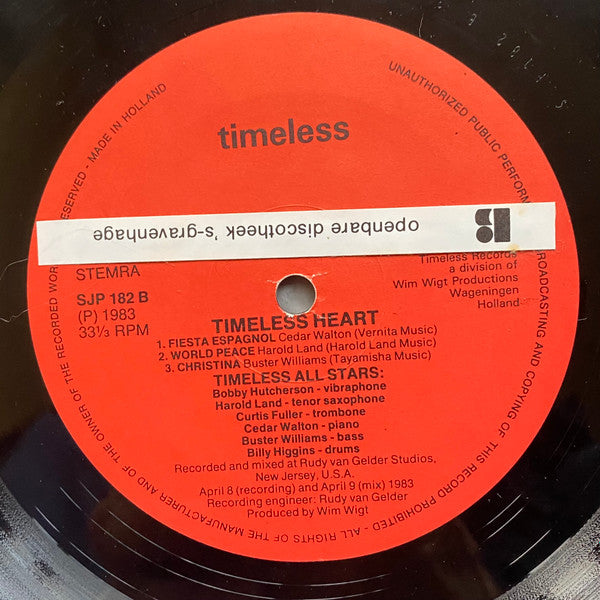 timeless
openbare discotheek 's-gravenhage
STEMRA
SJP 182 B
(P) 1983
33⅓ RPM
Timeless Records
a division of
Wim Wigt Productions
Wageningen
Holland
TIMELESS HEART
1. FIESTA ESPAGNOL Cedar Walton (Vernita Music)
2. WORLD PEACE Harold Land (Harold Land Music)
3. CHRISTINA Buster Williams (Tayamisha Music)
TIMELESS ALL STARS:
Bobby Hutcherson - vibraphone
Harold Land - tenor saxophone
Curtis Fuller - trombone
Cedar Walton - piano
Buster Williams - bass
Billy Higgins - drums
Recorded and mixed at Rudy van Gelder Studios,
New Jersey, U.S.A.
April 8 (recording) and April 9 (mix) 1983
Recording engineer: Rudy van Gelder
Produced by Wim Wigt
UNAUTHORIZED PUBLIC PERFORM BROADCASTING AND COPYING OF THIS RECORD PROHIBITED - ALL RIGHTS OF THE MANUFACTURER AND OF THE OWNER OF THE RECORDED WOR RESERVED - MADE IN HOLLAND